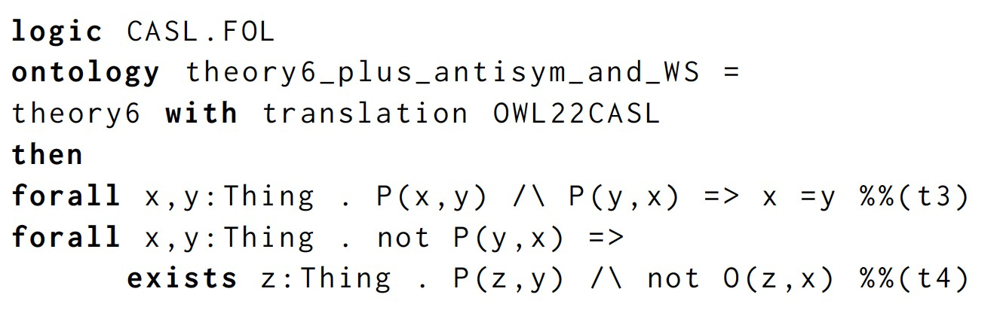 logic CASL.FOL
ontology theory6_plus_antisym_and_WS =
theory6 with translation OWL22CASL
then
forall x,y:Thing . P(x,y) /\ P(y,x) => x =y %%(t3)
forall x,y:Thing . not P(y,x) =>
exists z:Thing . P(z,y) /\ not O(z,x) %%(t4)